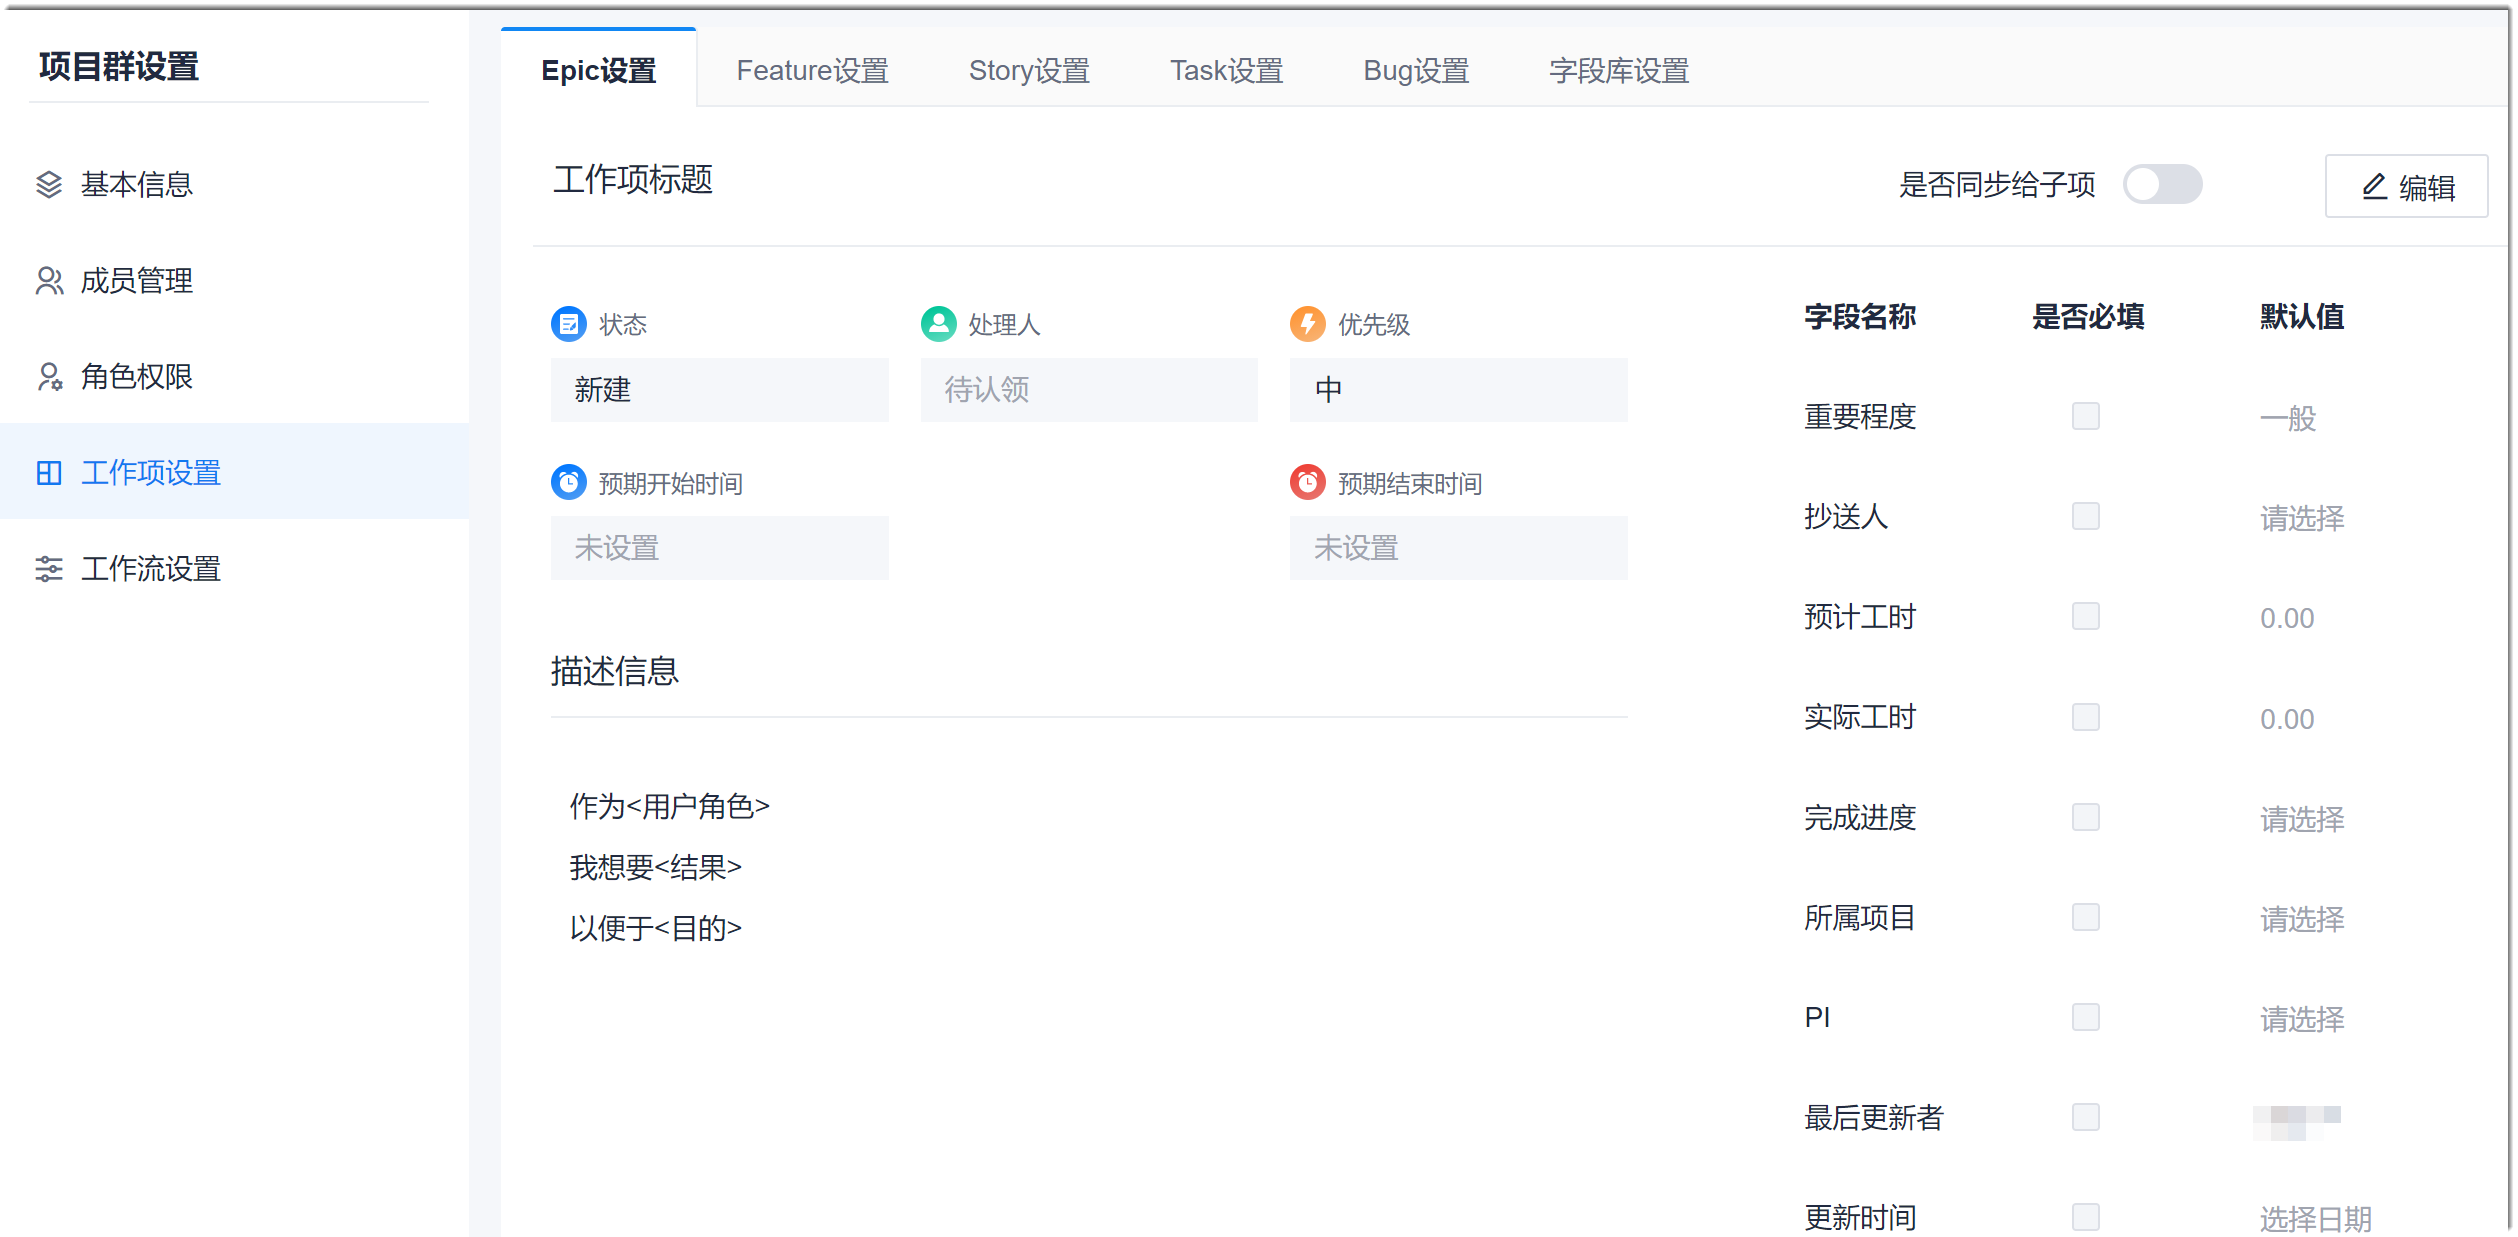 项目群设置
基本信息
成员管理
角色权限
工作项设置
工作流设置
Epic设置 Feature设置 Story设置 Task设置 Bug设置 字段库设置
工作项标题 是否同步给子项 编辑
状态 处理人 优先级
新建 待认领 中
预期开始时间 预期结束时间
未设置 未设置
描述信息
作为<用户角色>
我想要<结果>
以便于<目的>
字段名称 是否必填 默认值
重要程度 一般
抄送人 请选择
预计工时 0.00
实际工时 0.00
完成进度 请选择
所属项目 请选择
PI 请选择
最后更新者
更新时间 选择日期